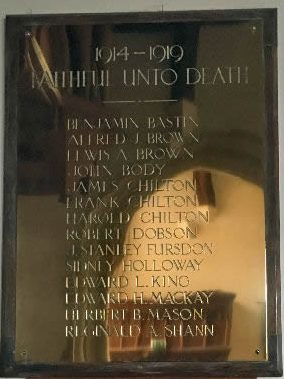 1914-1919
FAITHFUL UNTO DEATH
BENJAMIN BASTIN
ALFRED J. BROWN
LEWIS A. BROWN
JOHN BODY
JAMES CHILTON
FRANK CHILTON
HAROLD CHILTON
ROBERT DOBSON
J. STANLEY FURSDON
SIDNEY HOLLOWAY
EDWARD L. KING
EDWARD H. MACKAY
HERBERT B. MASON
REGINALD A. SHANN